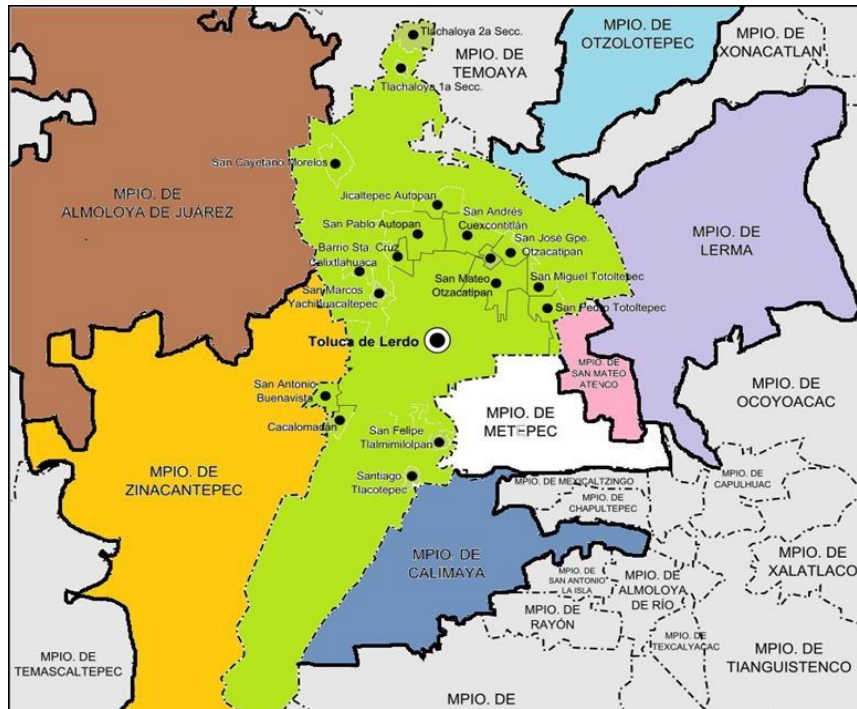 Tlachaloya 2a Secc.
MPIO. DE
OTZOLOTEPEC
MPIO. DE
XONACATLAN
MPIO. DE
TEMOAYA
Tlachaloya 1a Secc.
San Cayetano Morelos
MPIO. DE
ALMOLOYA DE JUÁREZ
Jicaltepec Autopan
San Andrés
Cuexcontitlán
San Pablo Autopan
MPIO. DE
LERMA
San José Gpe.
Otzacatipan
Barrio Sta. Cruz
Calixtlahuaca
San Mateo
Otzacatipan
San Miguel Totoltepec
San Marcos
Yachihuacaltepec
San Pedro Totoltepec
Toluca de Lerdo
MPIO. DE
SAN MATEO
ATENCO
San Antonio
Buenavista
MPIO. DE
OCOYOACAC
MPIO. DE
METEPEC
Cacalomacán
San Felipe
Tlalmimilolpan
MPIO. DE
ZINACANTEPEC
Santiago
Tlacotepec
MPIO. DE MEXICALTZINGO
MPIO. DE
CAPULHUAC
MPIO. DE
CHAPULTEPEC
MPIO. DE
CALIMAYA
MPIO. DE
SAN ANTONIO
LA ISLA
MPIO. DE
ALMOLOYA
DE RÍO
MPIO. DE
XALATLACO
MPIO. DE
RAYÓN
MPIO. DE
TEXCALYACAC
MPIO. DE
TEMASCALTEPEC
MPIO. DE
TIANGUISTENCO
MPIO. DE